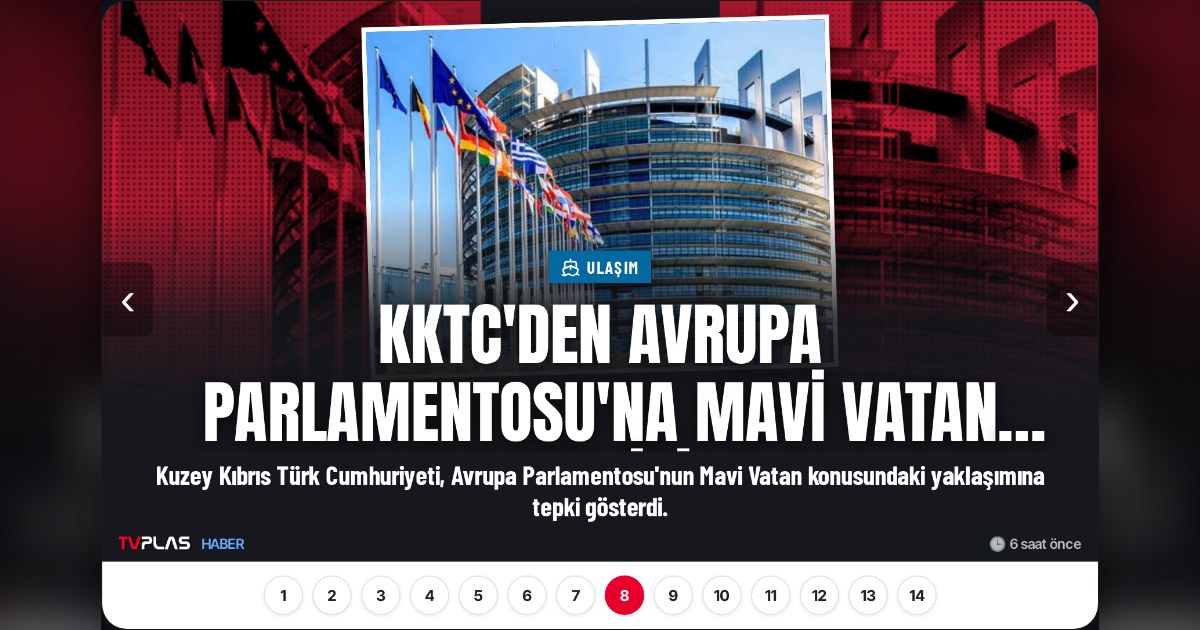 ULAŞIM
KKTC'DEN AVRUPA
PARLAMENTOSU'NA MAVİ VATAN...
Kuzey Kıbrıs Türk Cumhuriyeti, Avrupa Parlamentosu'nun Mavi Vatan konusundaki yaklaşımına
tepki gösterdi.
TVPLAS HABER
6 saat önce
1 2 3 4 5 6 7 8 9 10 11 12 13 14